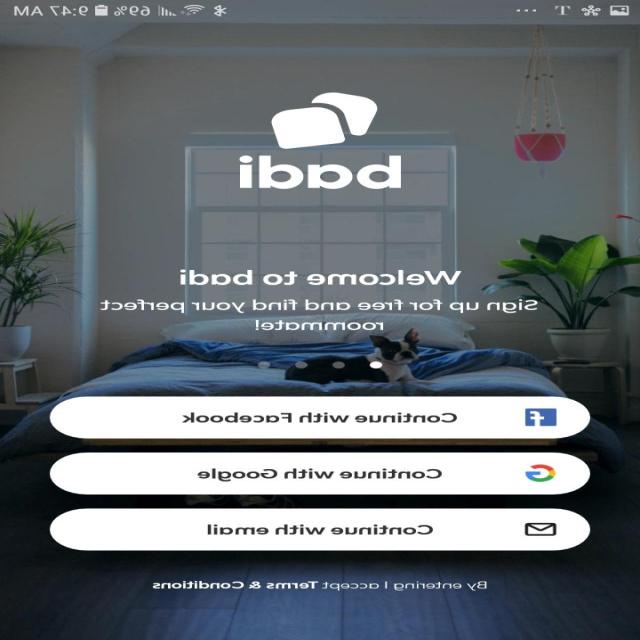 69% 9:47 AM
badi
Welcome to badi
Sign up for free and find your perfect
roommate!
Continue with Facebook
Continue with Google
Continue with email
By entering I accept Terms & Conditions